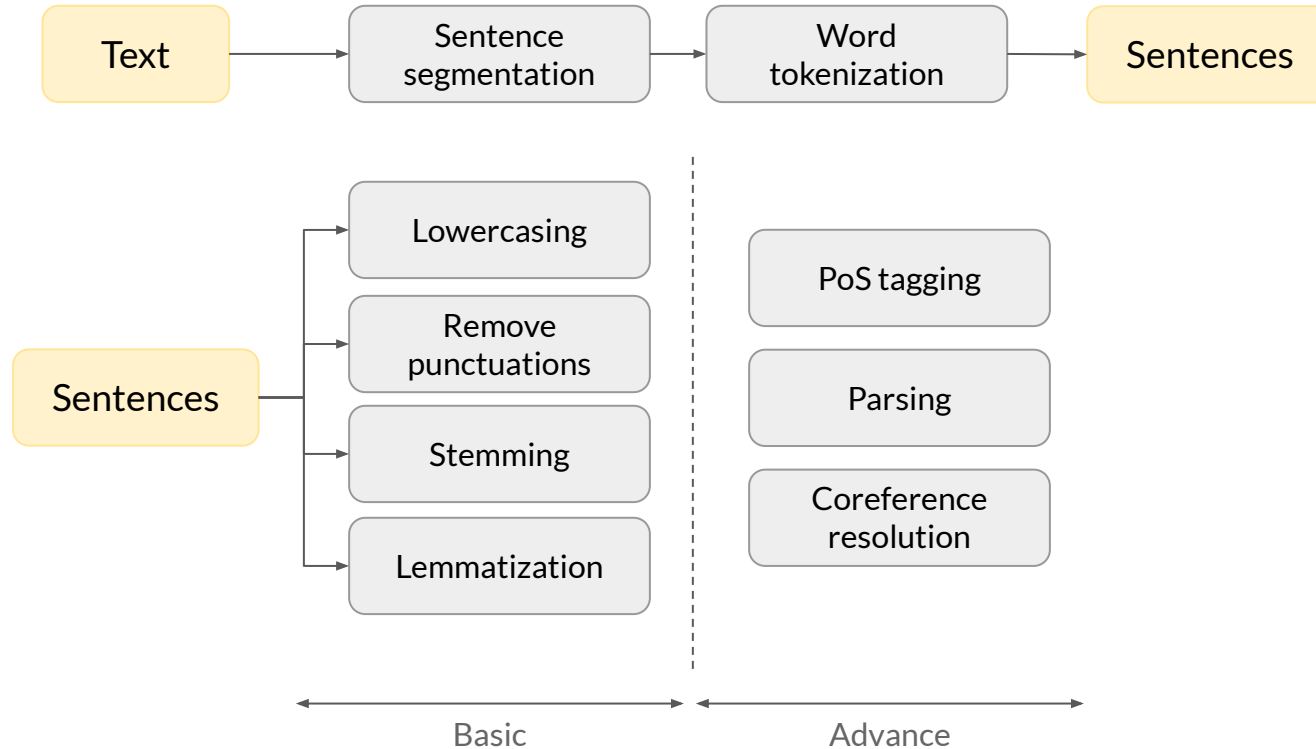 Text
Sentence
segmentation
Word
tokenization
Sentences
Sentences
Lowercasing
Remove
punctuations
Stemming
Lemmatization
PoS tagging
Parsing
Coreference
resolution
Basic
Advance